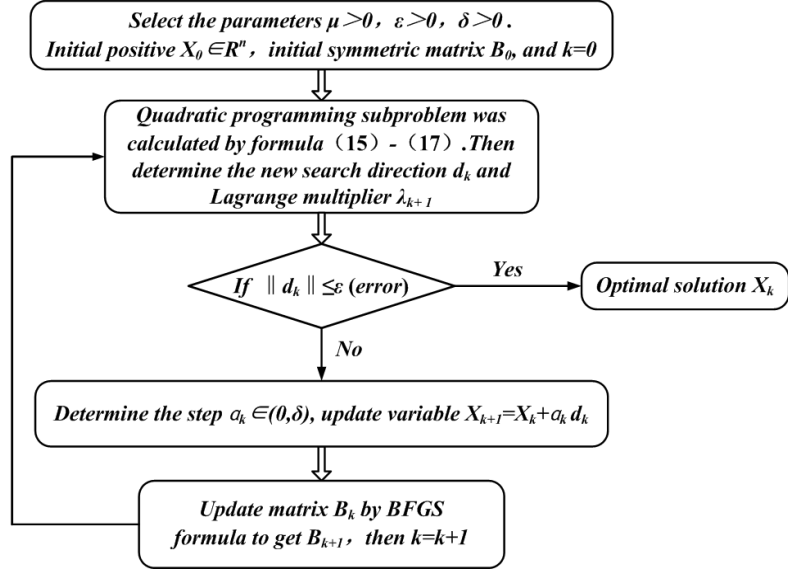 Select the parameters μ>0，ε>0，δ>0.
Initial positive X₀∈Rⁿ，initial symmetric matrix B₀, and k=0
Quadratic programming subproblem was
calculated by formula（15）-（17）.Then
determine the new search direction dₖ and
Lagrange multiplier λₖ₊₁
If ‖dₖ‖≤ε (error)
Yes
Optimal solution Xₖ
No
Determine the step αₖ∈(0,δ), update variable Xₖ₊₁=Xₖ+αₖ dₖ
Update matrix Bₖ by BFGS
formula to get Bₖ₊₁，then k=k+1